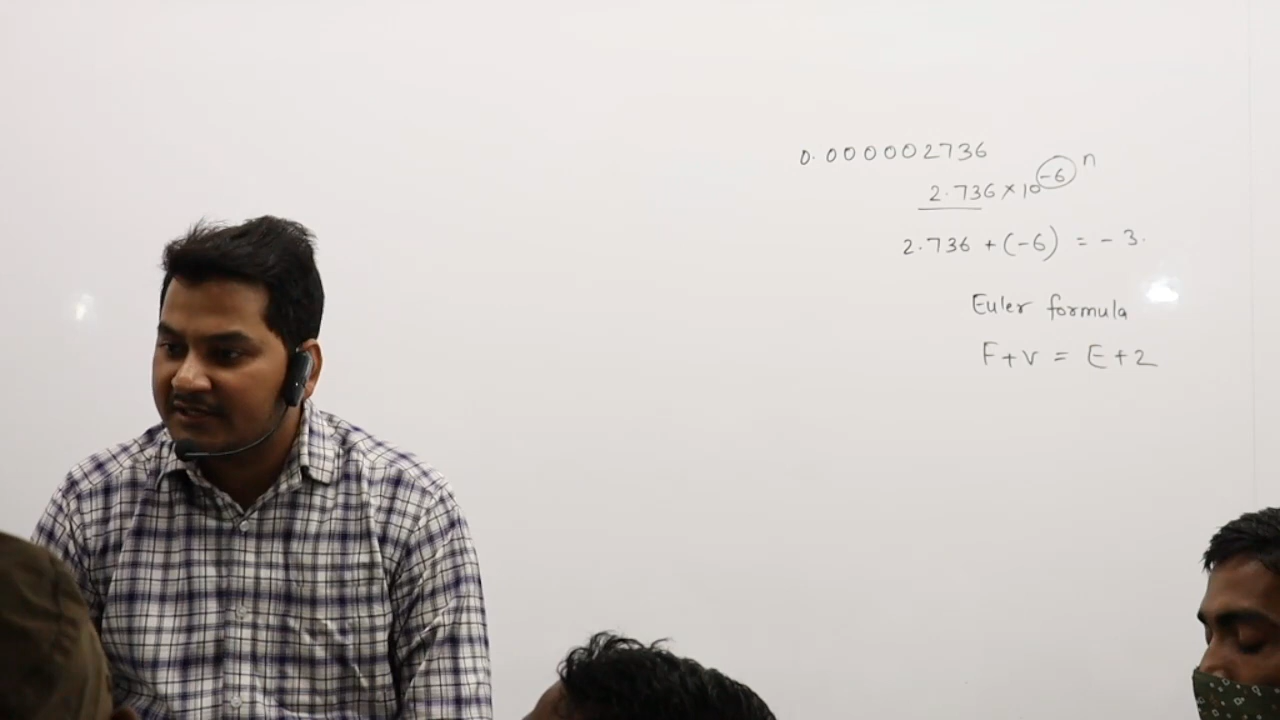 0.000002736
2.736 × 10^-6 n
2.736 + (-6) = - 3.
Euler formula
F + V = E + 2